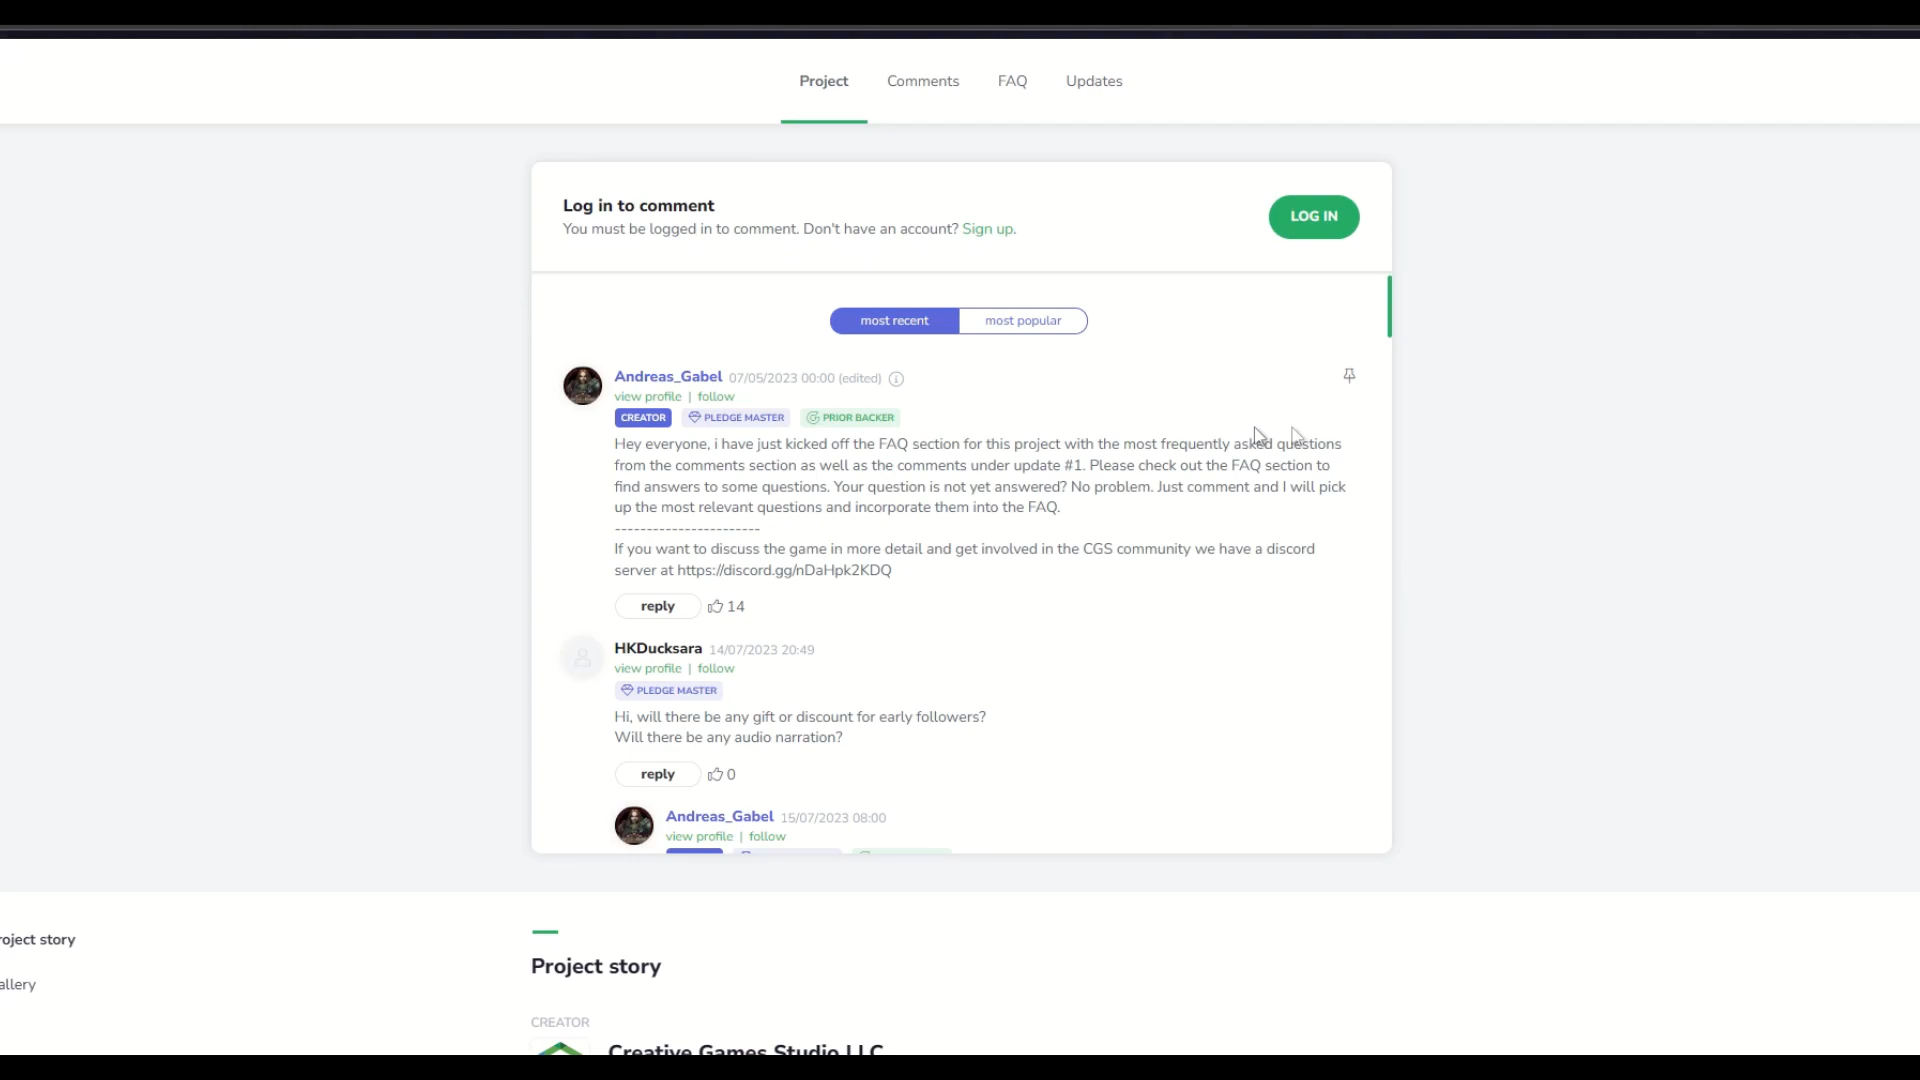 Project Comments FAQ Updates
Log in to comment
You must be logged in to comment. Don't have an account? Sign up.
LOG IN
most recent most popular
Andreas_Gabel 07/05/2023 00:00 (edited)
view profile | follow
CREATOR PLEDGE MASTER PRIOR BACKER
Hey everyone, i have just kicked off the FAQ section for this project with the most frequently asked questions
from the comments section as well as the comments under update #1. Please check out the FAQ section to
find answers to some questions. Your question is not yet answered? No problem. Just comment and I will pick
up the most relevant questions and incorporate them into the FAQ.
-----------------------
If you want to discuss the game in more detail and get involved in the CGS community we have a discord
server at https://discord.gg/nDaHpk2KDQ
reply 14
HKDucksara 14/07/2023 20:49
view profile | follow
PLEDGE MASTER
Hi, will there be any gift or discount for early followers?
Will there be any audio narration?
reply 0
Andreas_Gabel 15/07/2023 08:00
view profile | follow
roject story
allery
Project story
CREATOR
Creative Games Studio LLC